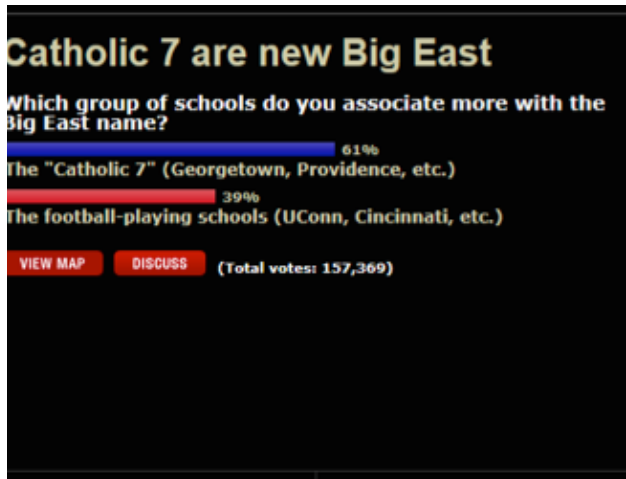 Catholic 7 are new Big East
Which group of schools do you associate more with the
Big East name?
61%
The "Catholic 7" (Georgetown, Providence, etc.)
39%
The football-playing schools (UConn, Cincinnati, etc.)
VIEW MAP DISCUSS (Total votes: 157,369)